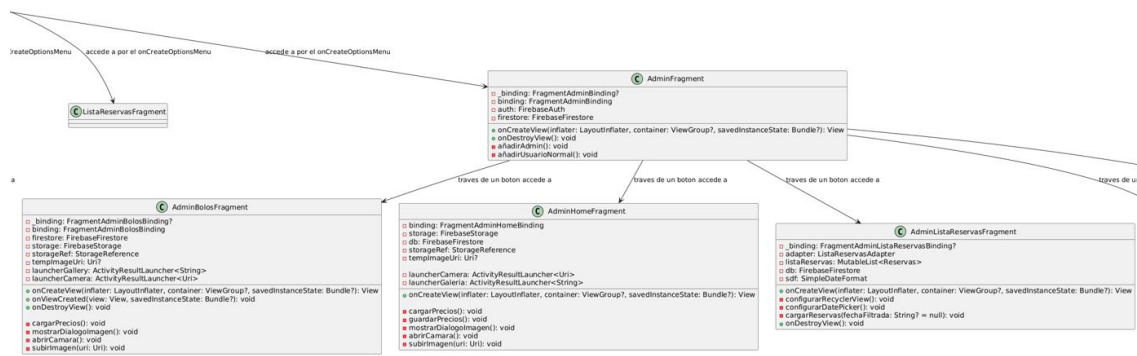 reateOptionsMenu
accede a por el onCreateOptionsMenu
accede a por el onCreateOptionsMenu
C ListaReservasFragment
C AdminFragment
_binding: FragmentAdminBinding?
binding: FragmentAdminBinding
auth: FirebaseAuth
firestore: FirebaseFirestore
onCreateView(inflater: LayoutInflater, container: ViewGroup?, savedInstanceState: Bundle?): View
onDestroyView(): void
añadirAdmin(): void
añadirUsuarioNormal(): void
a
traves de un boton accede a
traves de un boton accede a
traves de un boton accede a
traves de u
C AdminBolosFragment
_binding: FragmentAdminBolosBinding?
binding: FragmentAdminBolosBinding
firestore: FirebaseFirestore
storage: FirebaseStorage
storageRef: StorageReference
tempImageUri: Uri?
launcherGallery: ActivityResultLauncher<String>
launcherCamera: ActivityResultLauncher<Uri>
onCreateView(inflater: LayoutInflater, container: ViewGroup?, savedInstanceState: Bundle?): View
onViewCreated(view: View, savedInstanceState: Bundle?): void
onDestroyView(): void
cargarPrecios(): void
mostrarDialogoImagen(): void
abrirCamara(): void
subirImagen(uri: Uri): void
C AdminHomeFragment
binding: FragmentAdminHomeBinding
storage: FirebaseStorage
db: FirebaseFirestore
storageRef: StorageReference
tempImageUri: Uri?
launcherCamera: ActivityResultLauncher<Uri>
launcherGaleria: ActivityResultLauncher<String>
onCreateView(inflater: LayoutInflater, container: ViewGroup?, savedInstanceState: Bundle?): View
cargarPrecios(): void
guardarPrecios(): void
mostrarDialogoImagen(): void
abrirCamara(): void
subirImagen(uri: Uri): void
C AdminListaReservasFragment
_binding: FragmentAdminListaReservasBinding?
adapter: ListaReservasAdapter
listaReservas: MutableList<Reservas>
db: FirebaseFirestore
sdf: SimpleDateFormat
onCreateView(inflater: LayoutInflater, container: ViewGroup?, savedInstanceState: Bundle?): View
configurarRecyclerView(): void
configurarDatePicker(): void
cargarReservas(fechaFiltrada: String? = null): void
onDestroyView(): void